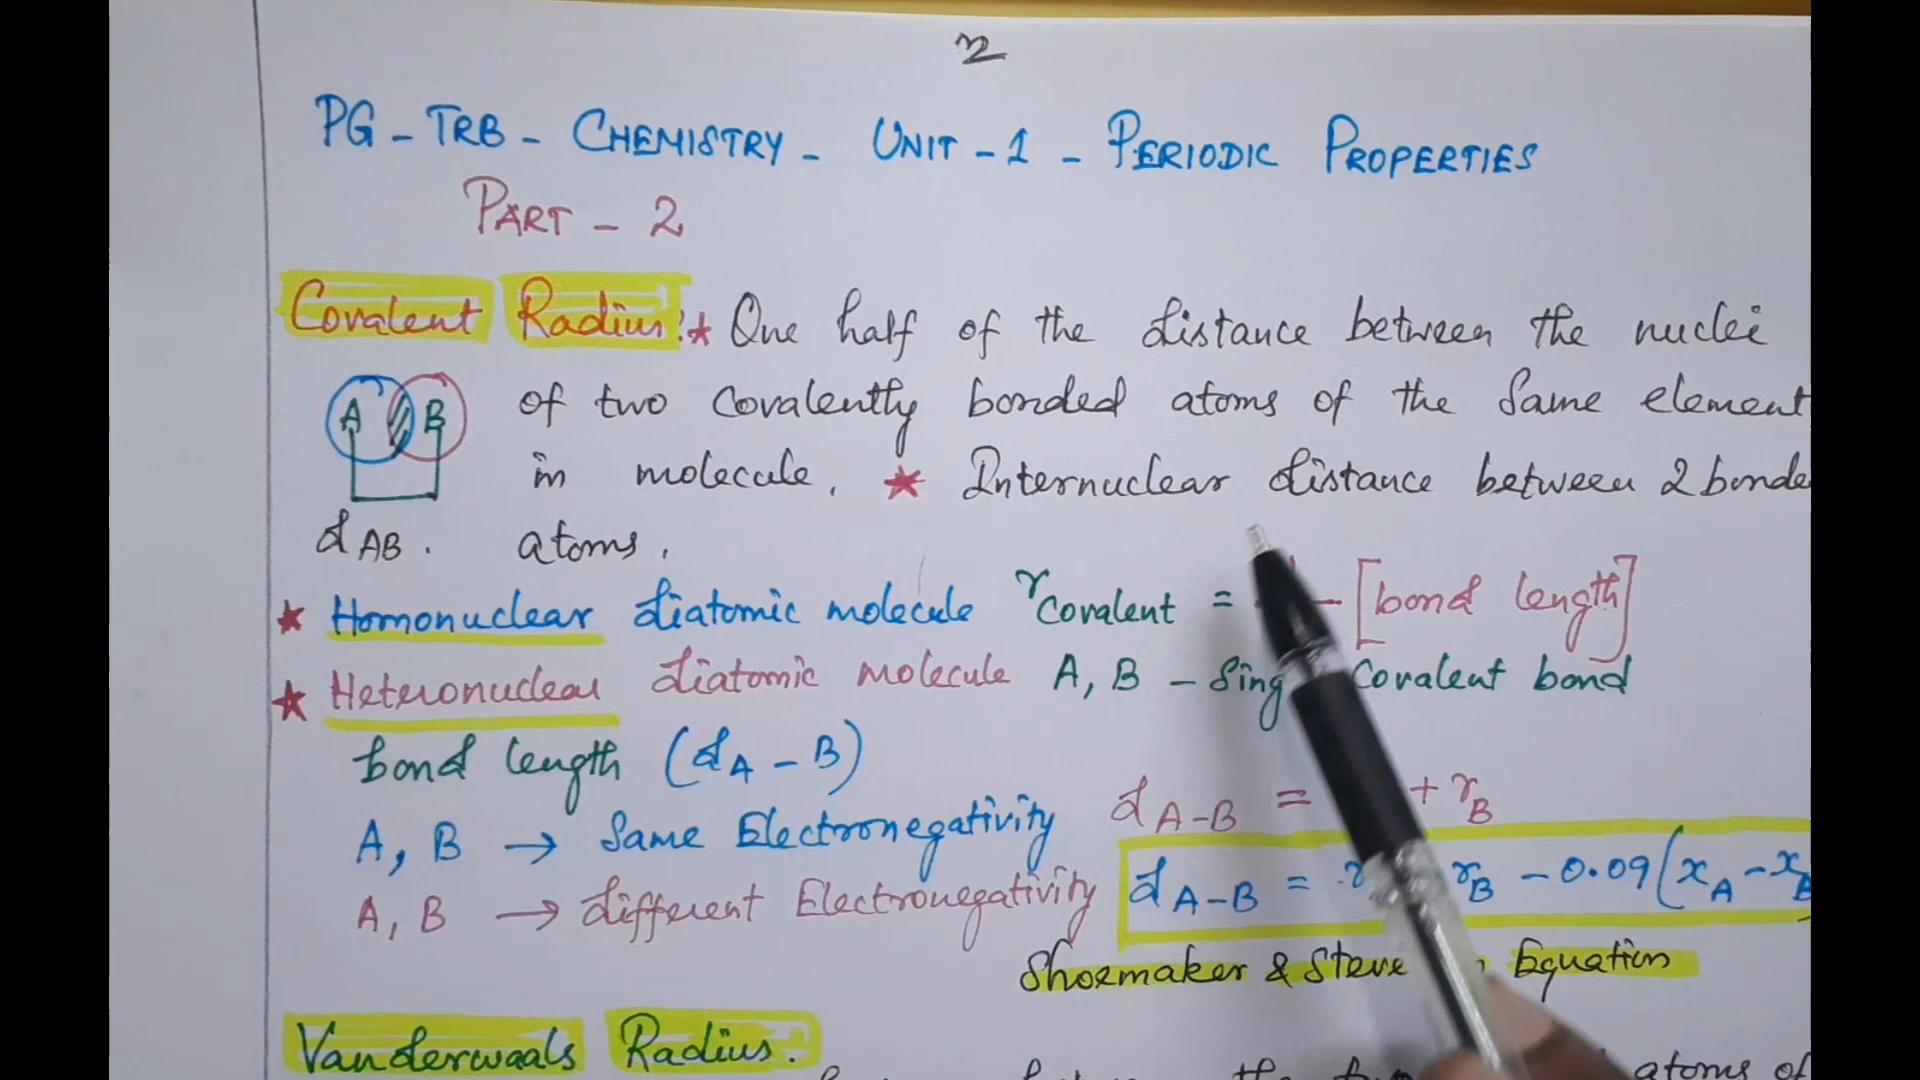 2
PG - TRB - CHEMISTRY - UNIT - 1 - PERIODIC PROPERTIES
PART - 2
Covalent Radius: ★ One half of the distance between the nuclei
A B of two covalently bonded atoms of the same element
in molecule. ★ Internuclear distance between 2 bonde
dAB. atoms.
★ Homonuclear diatomic molecule rCovalent = [bond length]
★ Heteronuclear diatomic molecule A, B - Sing Covalent bond
bond length (dA - B)
dA-B = + rB
A, B → Same Electronegativity
A, B → different Electronegativity dA-B = r rB - 0.09 (xA - xB
Shoemaker & Steve Equation
Vanderwaals Radius.
atoms of